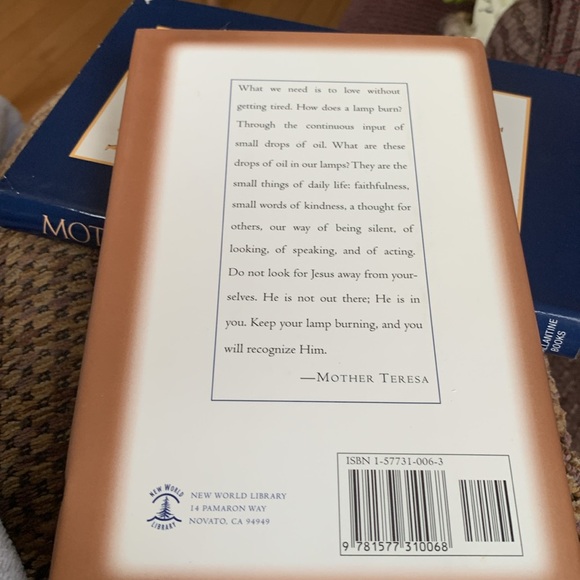 What we need is to love without
getting tired. How does a lamp burn?
Through the continuous input of
small drops of oil. What are these
drops of oil in our lamps? They are the
small things of daily life: faithfulness,
small words of kindness, a thought for
others, our way of being silent, of
looking, of speaking, and of acting.
Do not look for Jesus away from your-
selves. He is not out there; He is in
you. Keep your lamp burning, and you
will recognize Him.
—MOTHER TERESA
NEW WORLD
LIBRARY
NEW WORLD LIBRARY
14 PAMARON WAY
NOVATO, CA 94949
ISBN 1-57731-006-3
9 781577 310068
MOT
LLANTINE
BOOKS